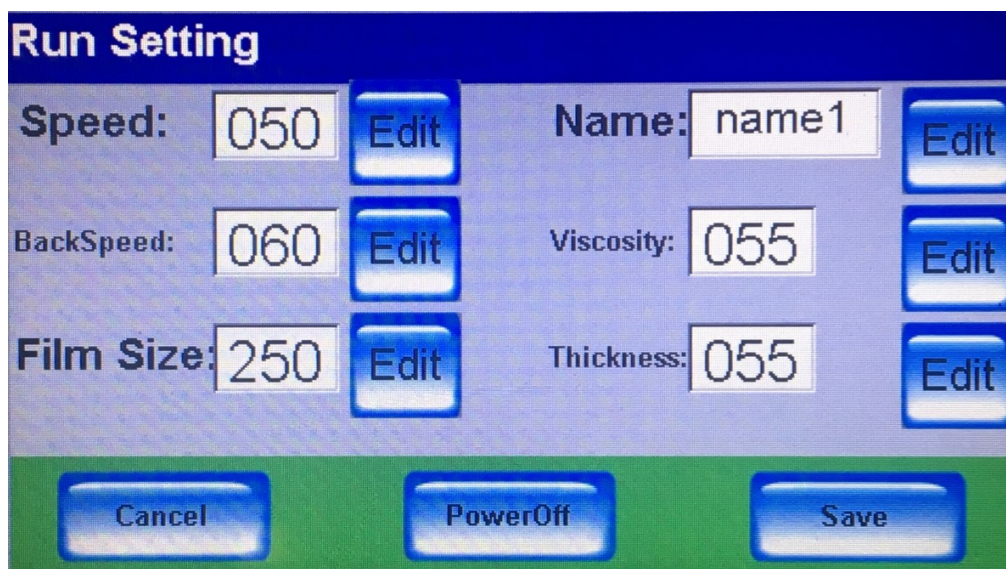 Run Setting
Speed: 050 Edit Name: name1 Edit
BackSpeed: 060 Edit Viscosity: 055 Edit
Film Size: 250 Edit Thickness: 055 Edit
Cancel PowerOff Save